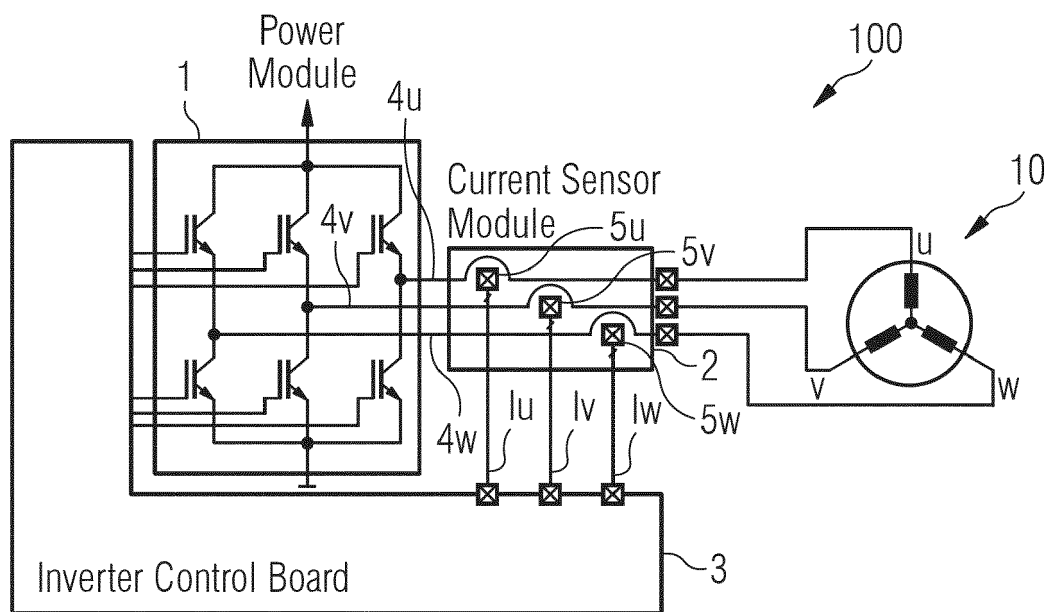 Power
Module
1
100
4u
Current Sensor
Module
10
4v
5u
5v
u
2
v
w
4w
Iu
Iv
Iw
5w
3
Inverter Control Board